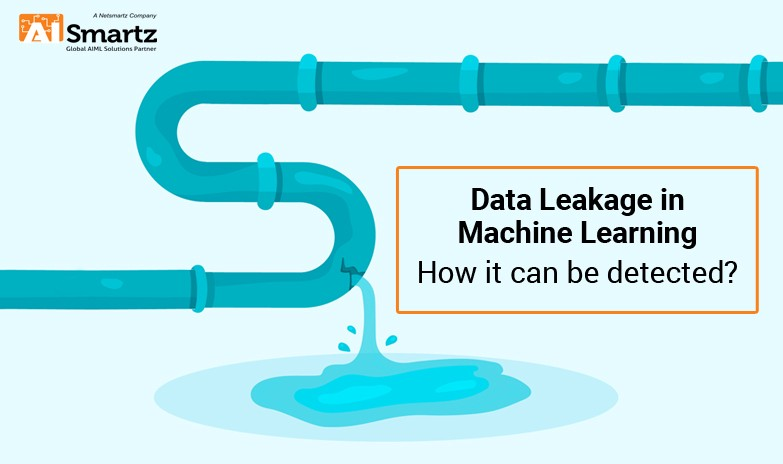 A Netsmartz Company
AI Smartz
Global AIML Solutions Partner
Data Leakage in
Machine Learning
How it can be detected?